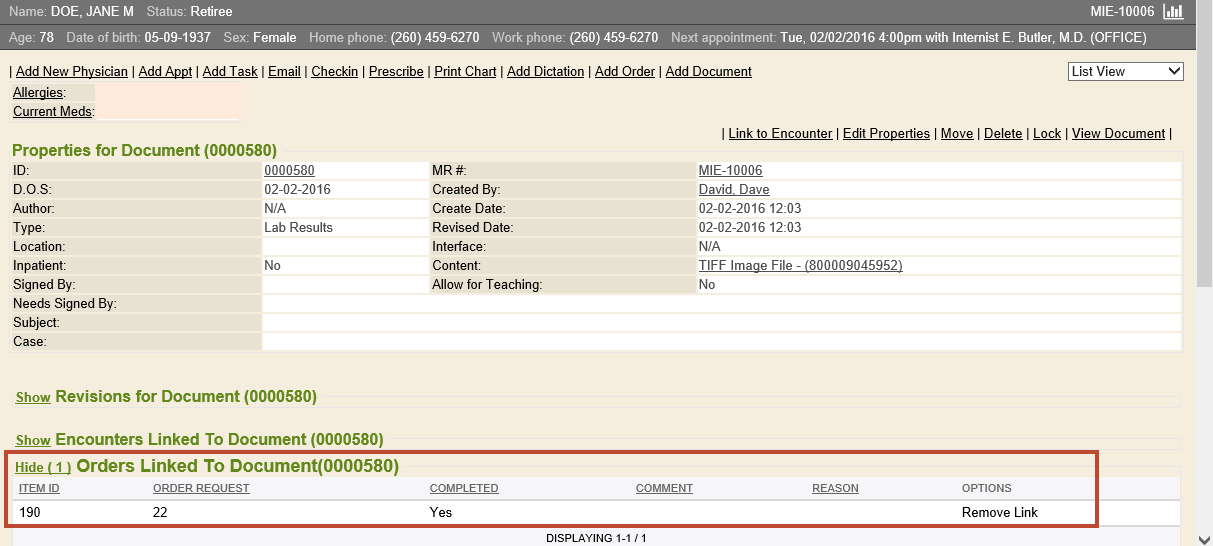 Name: DOE, JANE M Status: Retiree MIE-10006
Age: 78 Date of birth: 05-09-1937 Sex: Female Home phone: (260) 459-6270 Work phone: (260) 459-6270 Next appointment: Tue, 02/02/2016 4:00pm with Internist E. Butler, M.D. (OFFICE)
| Add New Physician | Add Appt | Add Task | Email | Checkin | Prescribe | Print Chart | Add Dictation | Add Order | Add Document List View
Allergies:
Current Meds:
| Link to Encounter | Edit Properties | Move | Delete | Lock | View Document |
Properties for Document (0000580)
ID: 0000580 MR #: MIE-10006
D.O.S: 02-02-2016 Created By: David, Dave
Author: N/A Create Date: 02-02-2016 12:03
Type: Lab Results Revised Date: 02-02-2016 12:03
Location: Interface: N/A
Inpatient: No Content: TIFF Image File - (800009045952)
Signed By: Allow for Teaching: No
Needs Signed By:
Subject:
Case:
Show Revisions for Document (0000580)
Show Encounters Linked To Document (0000580)
Hide ( 1 ) Orders Linked To Document(0000580)
ITEM ID ORDER REQUEST COMPLETED COMMENT REASON OPTIONS
190 22 Yes Remove Link
DISPLAYING 1-1 / 1